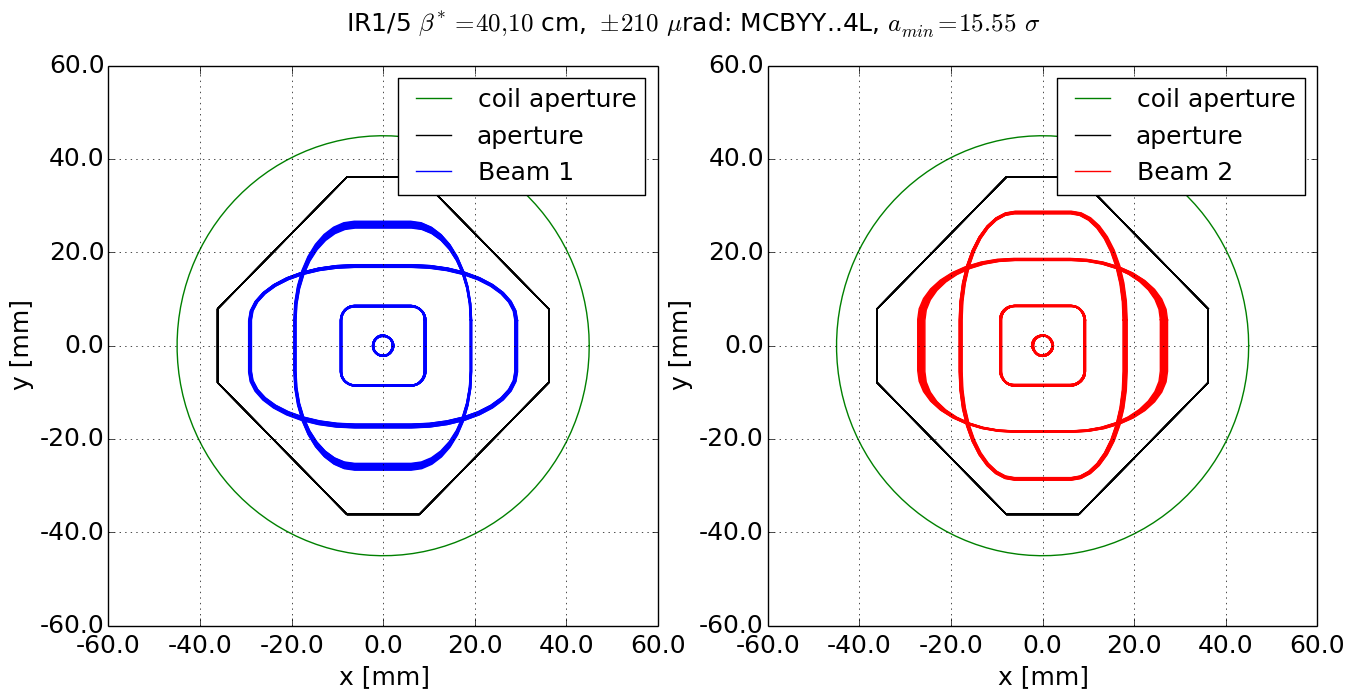 IR1/5 β* =40,10 cm, ±210 μrad: MCBYY..4L, a_min=15.55 σ
60.0
40.0
20.0
0.0
-20.0
-40.0
-60.0
-60.0 -40.0 -20.0 0.0 20.0 40.0 60.0
x [mm]
y [mm]
coil aperture
aperture
Beam 1
60.0
40.0
20.0
0.0
-20.0
-40.0
-60.0
-60.0 -40.0 -20.0 0.0 20.0 40.0 60.0
x [mm]
y [mm]
coil aperture
aperture
Beam 2